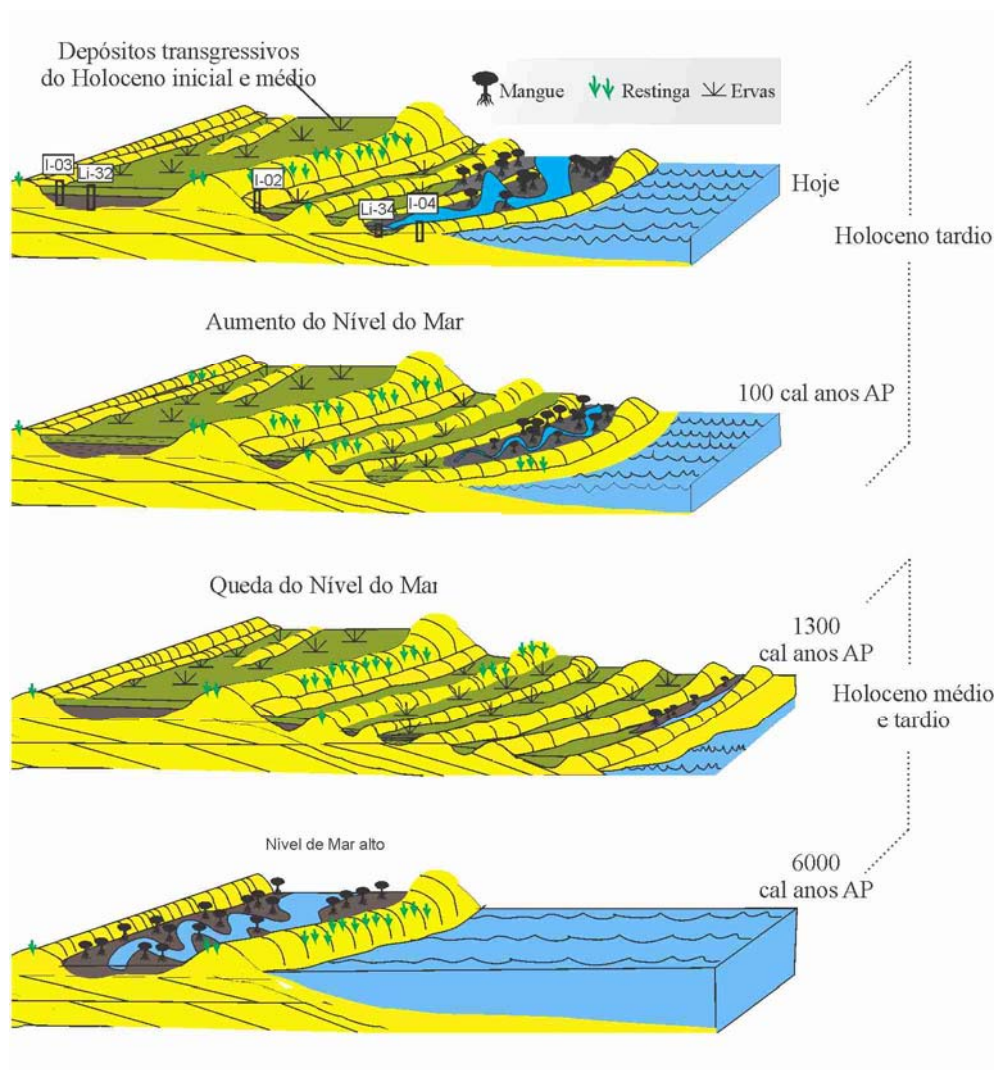 Depósitos transgressivos
do Holoceno inicial e médio
Mangue
Restinga
Ervas
I-03
Li-32
I-02
Li-34
I-04
Hoje
Holoceno tardio
Aumento do Nível do Mar
100 cal anos AP
Queda do Nível do Mar
1300
cal anos AP
Holoceno médio
e tardio
Nível de Mar alto
6000
cal anos AP